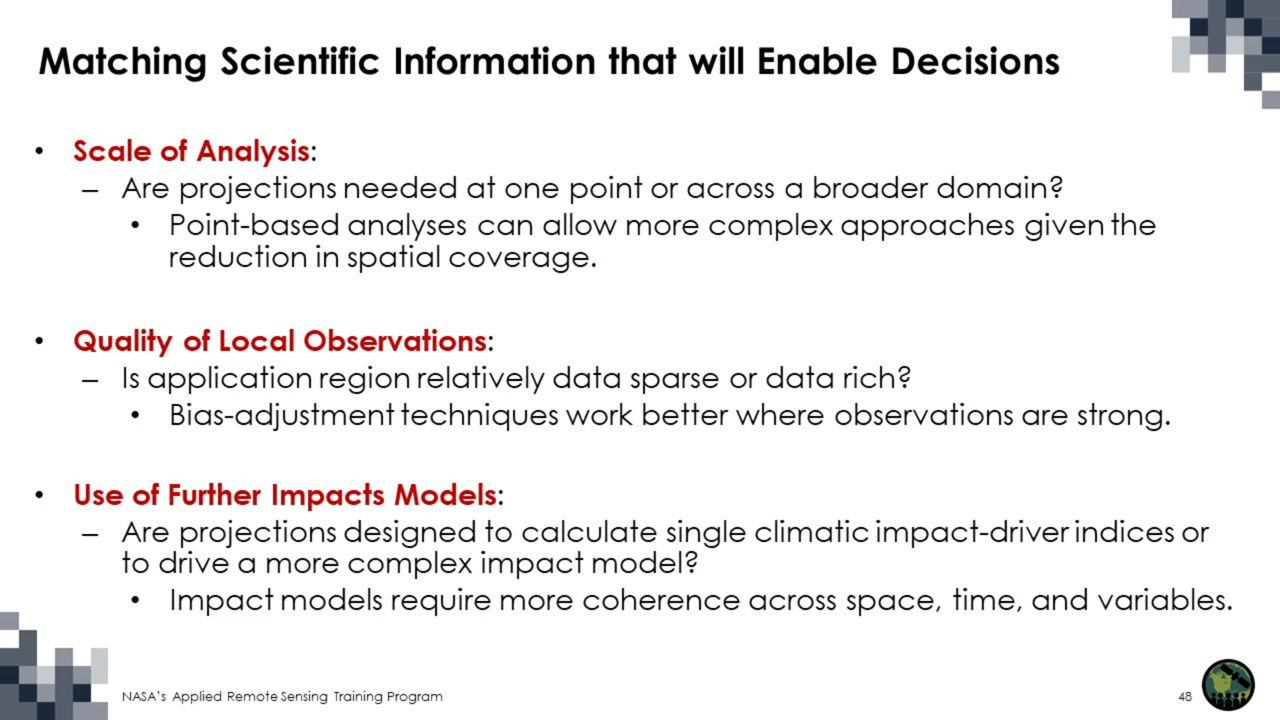 Matching Scientific Information that will Enable Decisions
• Scale of Analysis:
– Are projections needed at one point or across a broader domain?
• Point-based analyses can allow more complex approaches given the
reduction in spatial coverage.
• Quality of Local Observations:
– Is application region relatively data sparse or data rich?
• Bias-adjustment techniques work better where observations are strong.
• Use of Further Impacts Models:
– Are projections designed to calculate single climatic impact-driver indices or
to drive a more complex impact model?
• Impact models require more coherence across space, time, and variables.
NASA's Applied Remote Sensing Training Program
48